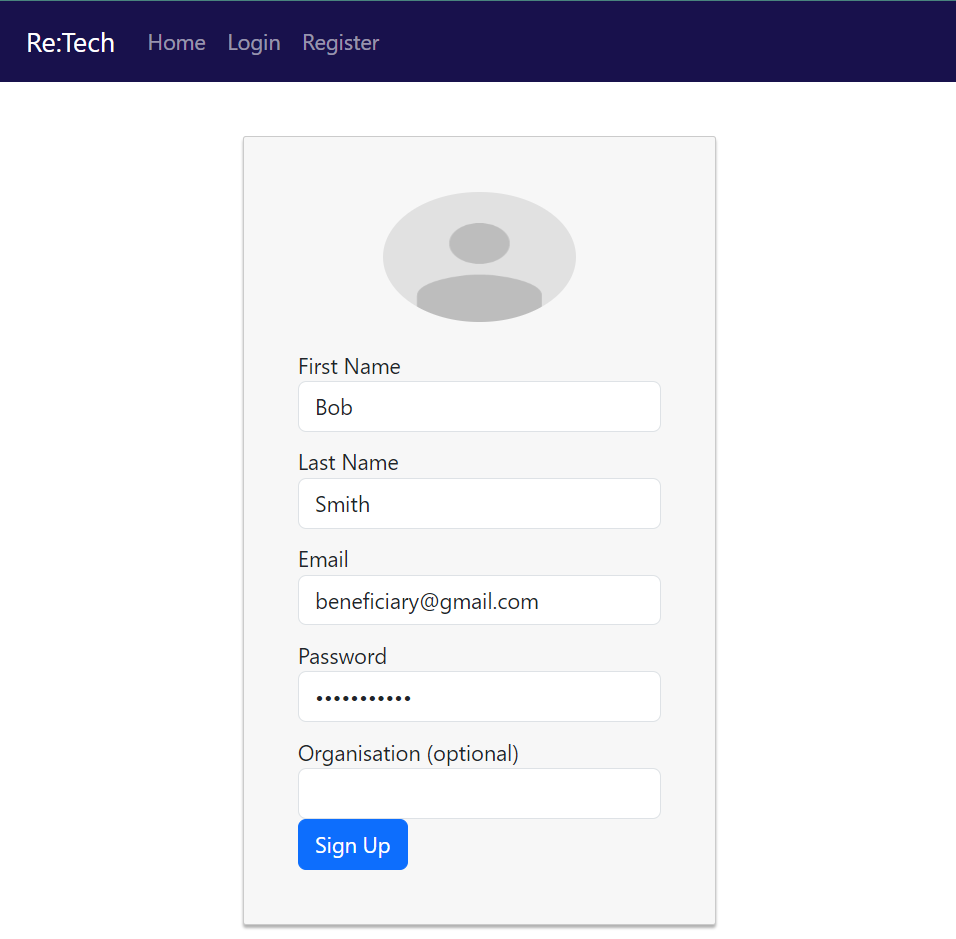 Re:Tech Home Login Register
First Name
Bob
Last Name
Smith
Email
beneficiary@gmail.com
Password
•••••••••••
Organisation (optional)
Sign Up